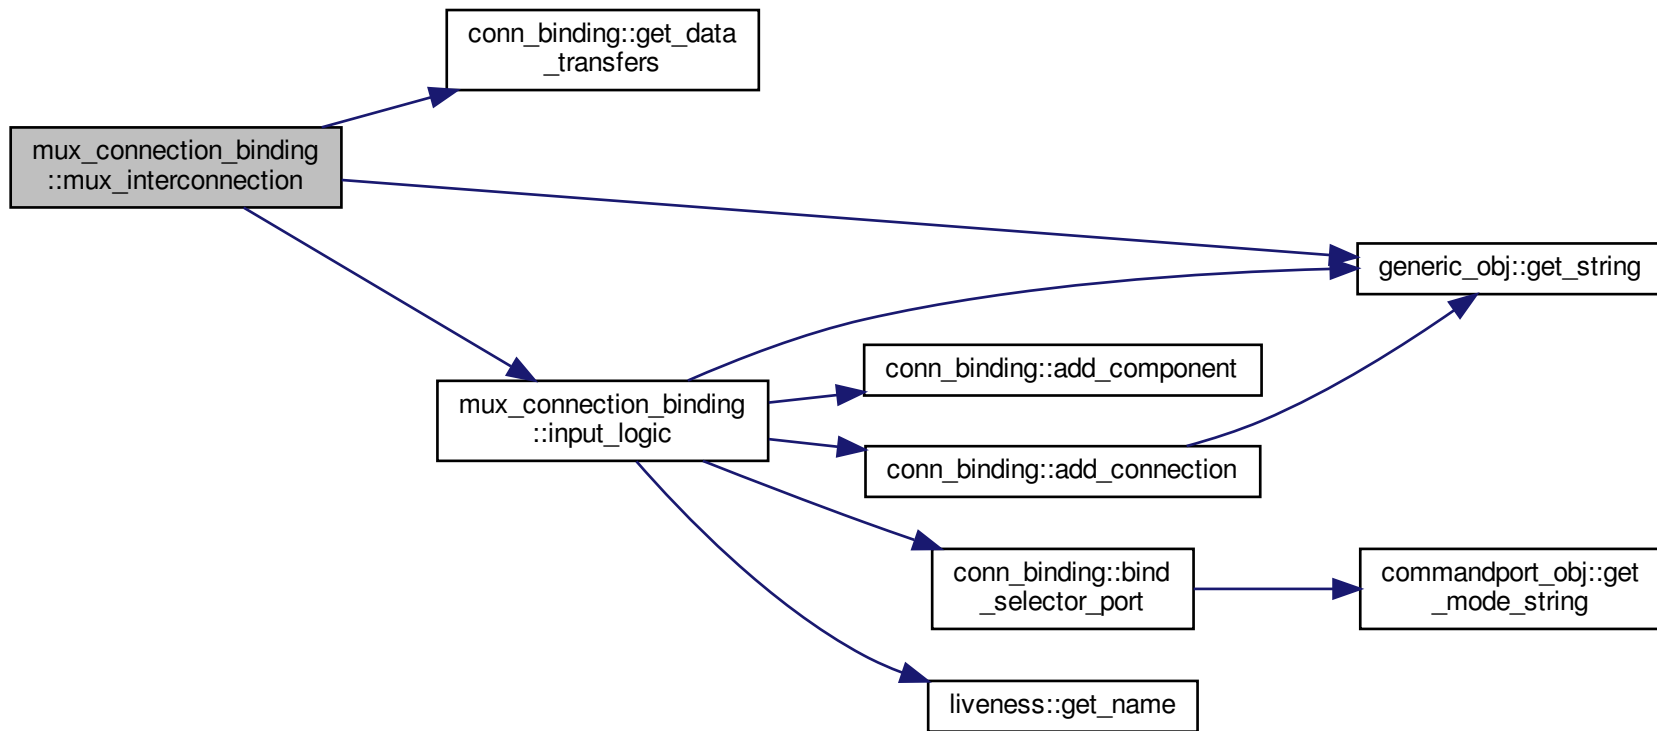 conn_binding::get_data
_transfers
mux_connection_binding
::mux_interconnection
generic_obj::get_string
conn_binding::add_component
mux_connection_binding
::input_logic
conn_binding::add_connection
conn_binding::bind
_selector_port
commandport_obj::get
_mode_string
liveness::get_name